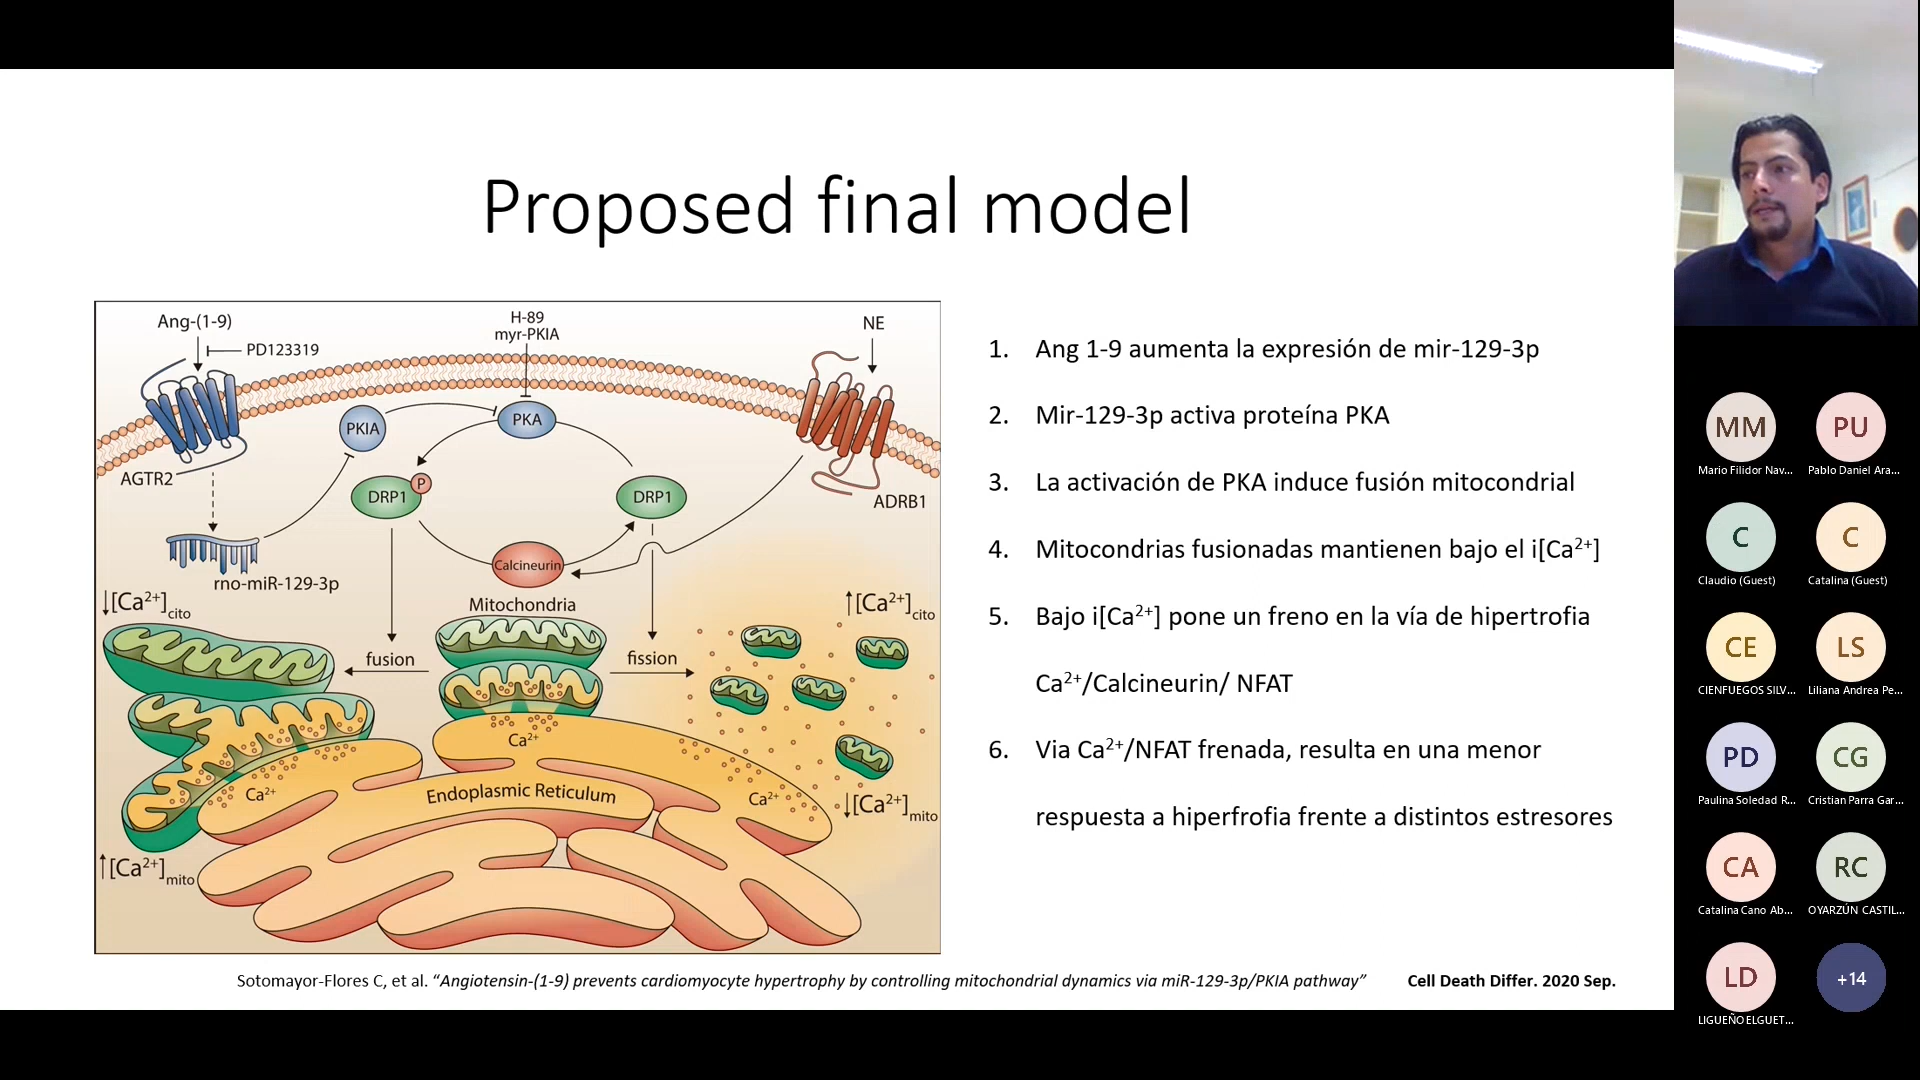 Proposed final model
Ang-(1-9)
PD123319
H-89
myr-PKIA
NE
PKIA
PKA
AGTR2
DRP1
P
DRP1
ADRB1
Calcineurin
rno-miR-129-3p
↓[Ca²⁺]cito
Mitochondria
↑[Ca²⁺]cito
fusion
fission
Ca²⁺
Ca²⁺
Endoplasmic Reticulum
Ca²⁺
↓[Ca²⁺]mito
↑[Ca²⁺]mito
1. Ang 1-9 aumenta la expresión de mir-129-3p
2. Mir-129-3p activa proteína PKA
3. La activación de PKA induce fusión mitocondrial
4. Mitocondrias fusionadas mantienen bajo el i[Ca²⁺]
5. Bajo i[Ca²⁺] pone un freno en la vía de hipertrofia
Ca²⁺/Calcineurin/ NFAT
6. Via Ca²⁺/NFAT frenada, resulta en una menor
respuesta a hiperfrofia frente a distintos estresores
Sotomayor-Flores C, et al. “Angiotensin-(1-9) prevents cardiomyocyte hypertrophy by controlling mitochondrial dynamics via miR-129-3p/PKIA pathway” Cell Death Differ. 2020 Sep.
MM
PU
Mario Filidor Nav...
Pablo Daniel Ara...
C
C
Claudio (Guest)
Catalina (Guest)
CE
LS
CIENFUEGOS SILV...
Liliana Andrea Pe...
PD
CG
Paulina Soledad R...
Cristian Parra Gar...
CA
RC
Catalina Cano Ab...
OYARZÚN CASTIL...
LD
+14
LIGUEÑO ELGUET...